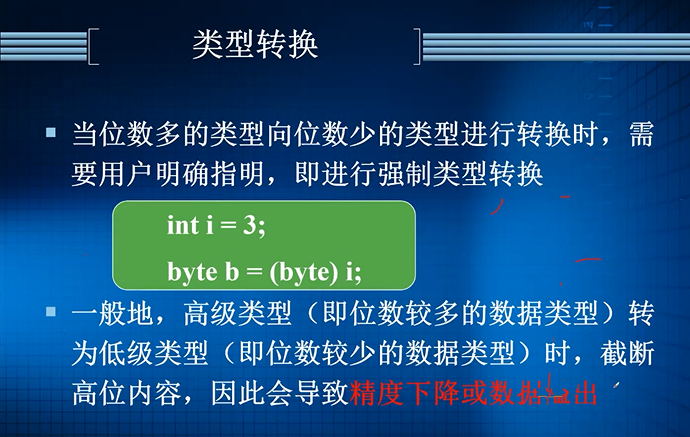 类型转换
当位数多的类型向位数少的类型进行转换时，需
要用户明确指明，即进行强制类型转换
int i = 3;
byte b = (byte) i;
一般地，高级类型（即位数较多的数据类型）转
为低级类型（即位数较少的数据类型）时，截断
高位内容，因此会导致精度下降或数据溢出